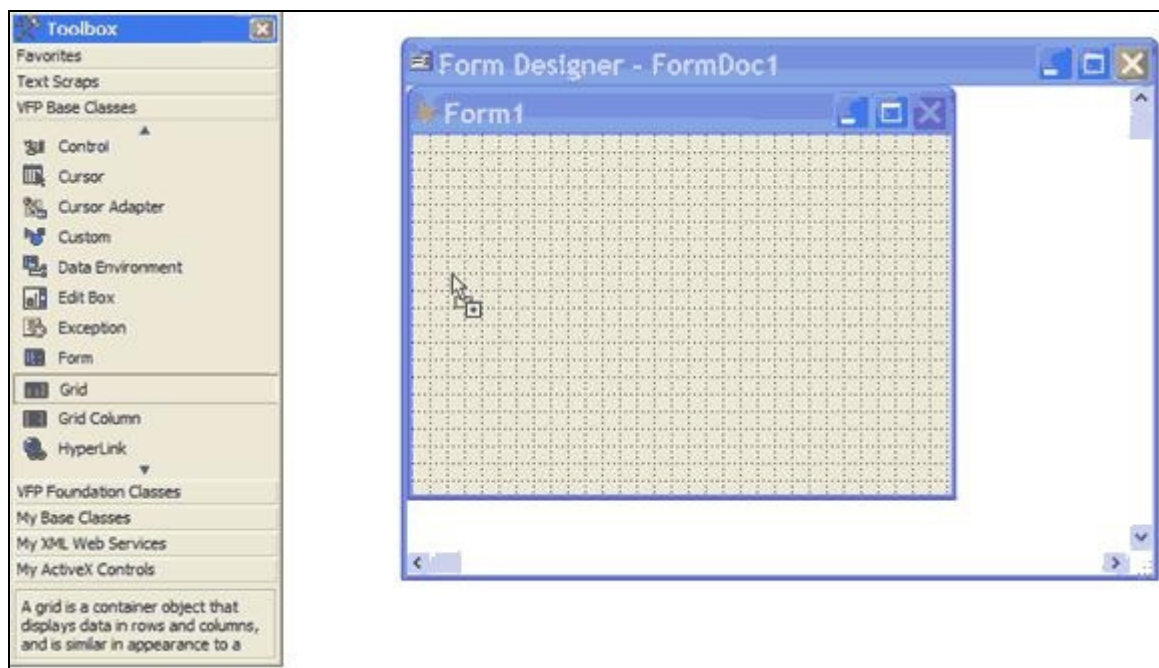 Toolbox
Favorites
Text Scraps
VFP Base Classes
Control
Cursor
Cursor Adapter
Custom
Data Environment
Edit Box
Exception
Form
Grid
Grid Column
HyperLink
VFP Foundation Classes
My Base Classes
My XML Web Services
My ActiveX Controls
A grid is a container object that
displays data in rows and columns,
and is similar in appearance to a
Form Designer - FormDoc1
Form1